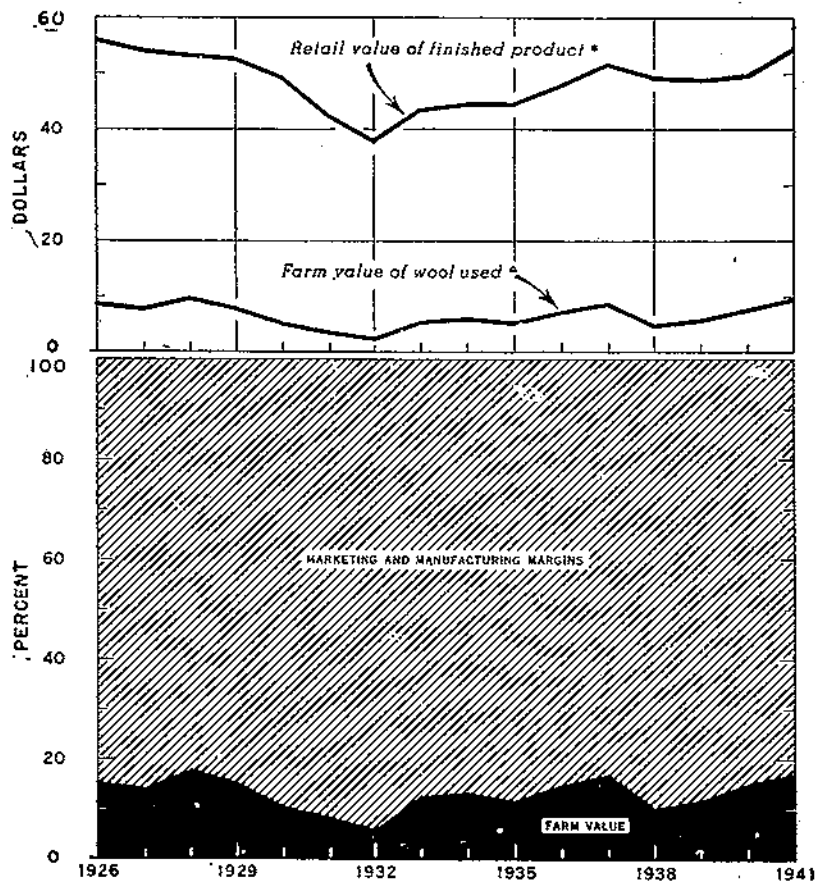 60
Retail value of finished product *
40
DOLLARS
20
Farm value of wool used △
0
100
80
MARKETING AND MANUFACTURING MARGINS
60
PERCENT
40
20
FARM VALUE
0
1926 1929 1932 1935 1938 1941